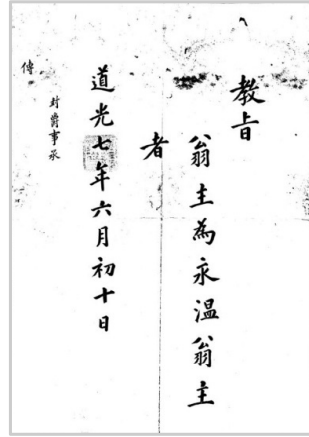 教旨
翁主為永溫翁主
者
道光七年六月初十日
封爵事承
傳